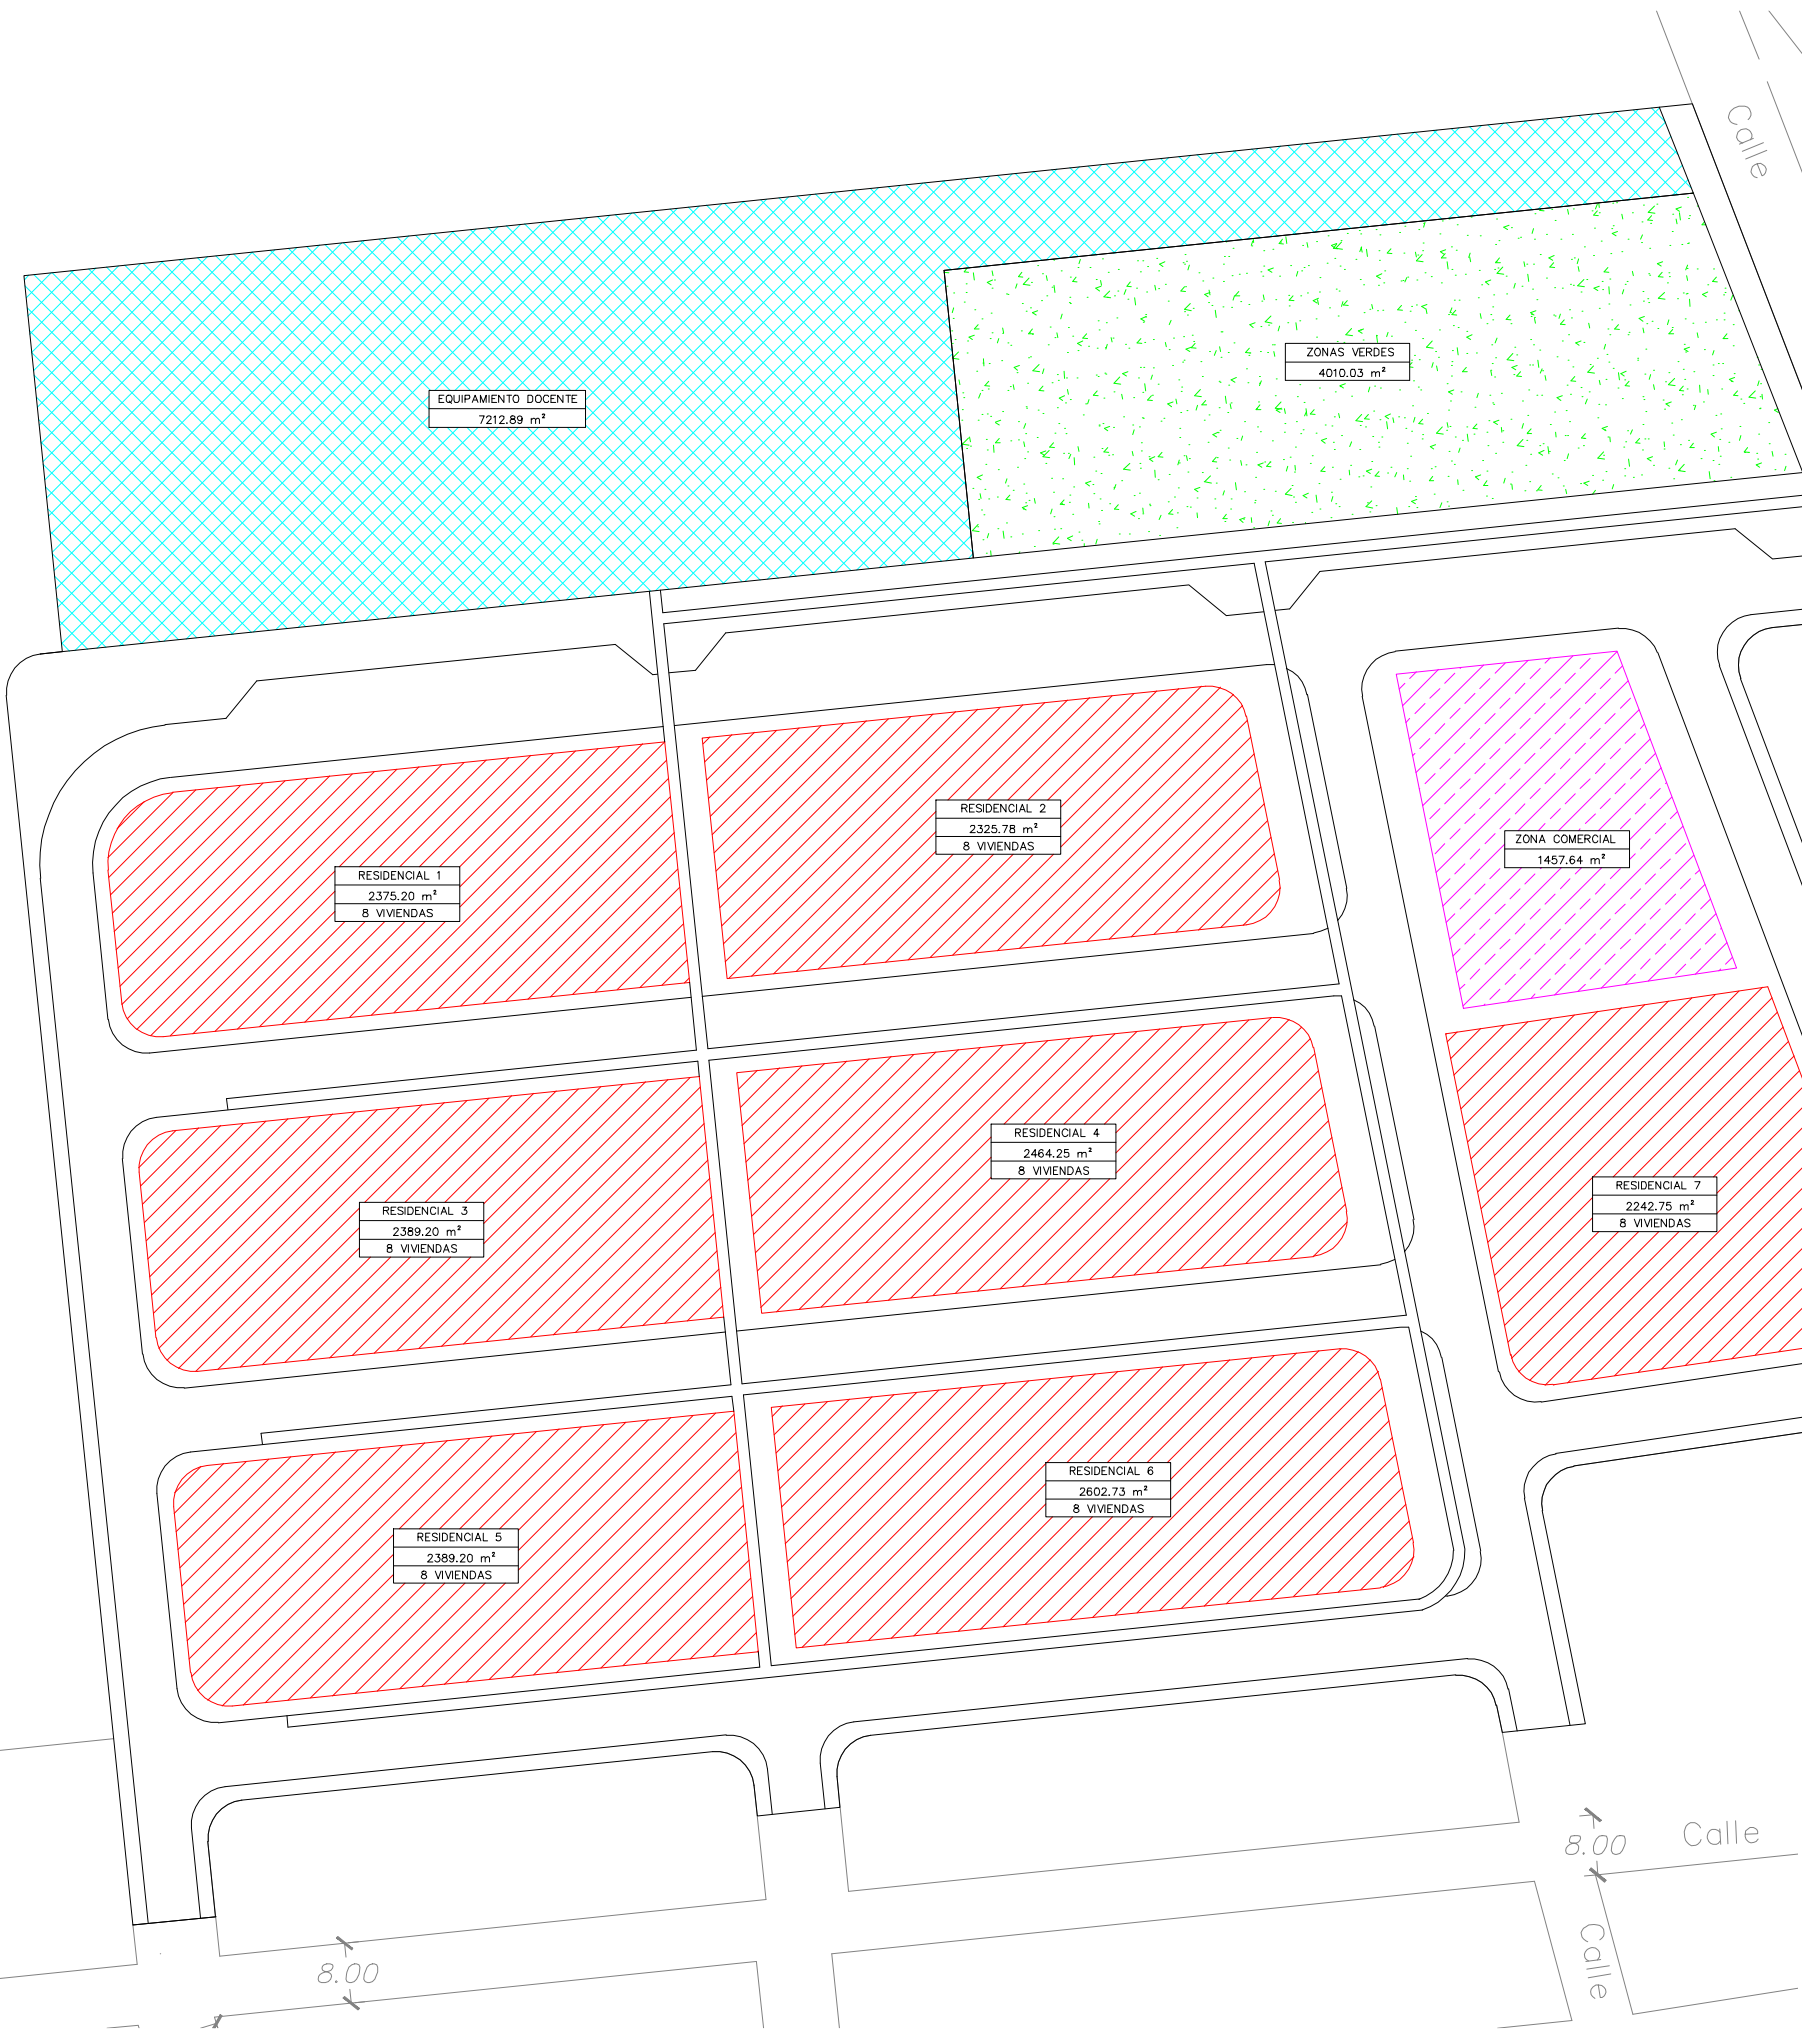 Calle
ZONAS VERDES
4010.03 m²
EQUIPAMIENTO DOCENTE
7212.89 m²
RESIDENCIAL 2
2325.78 m²
8 VIVIENDAS
ZONA COMERCIAL
1457.64 m²
RESIDENCIAL 1
2375.20 m²
8 VIVIENDAS
RESIDENCIAL 4
2464.25 m²
8 VIVIENDAS
RESIDENCIAL 7
2242.75 m²
8 VIVIENDAS
RESIDENCIAL 3
2389.20 m²
8 VIVIENDAS
RESIDENCIAL 6
2602.73 m²
8 VIVIENDAS
RESIDENCIAL 5
2389.20 m²
8 VIVIENDAS
8.00
Calle
Calle
8.00